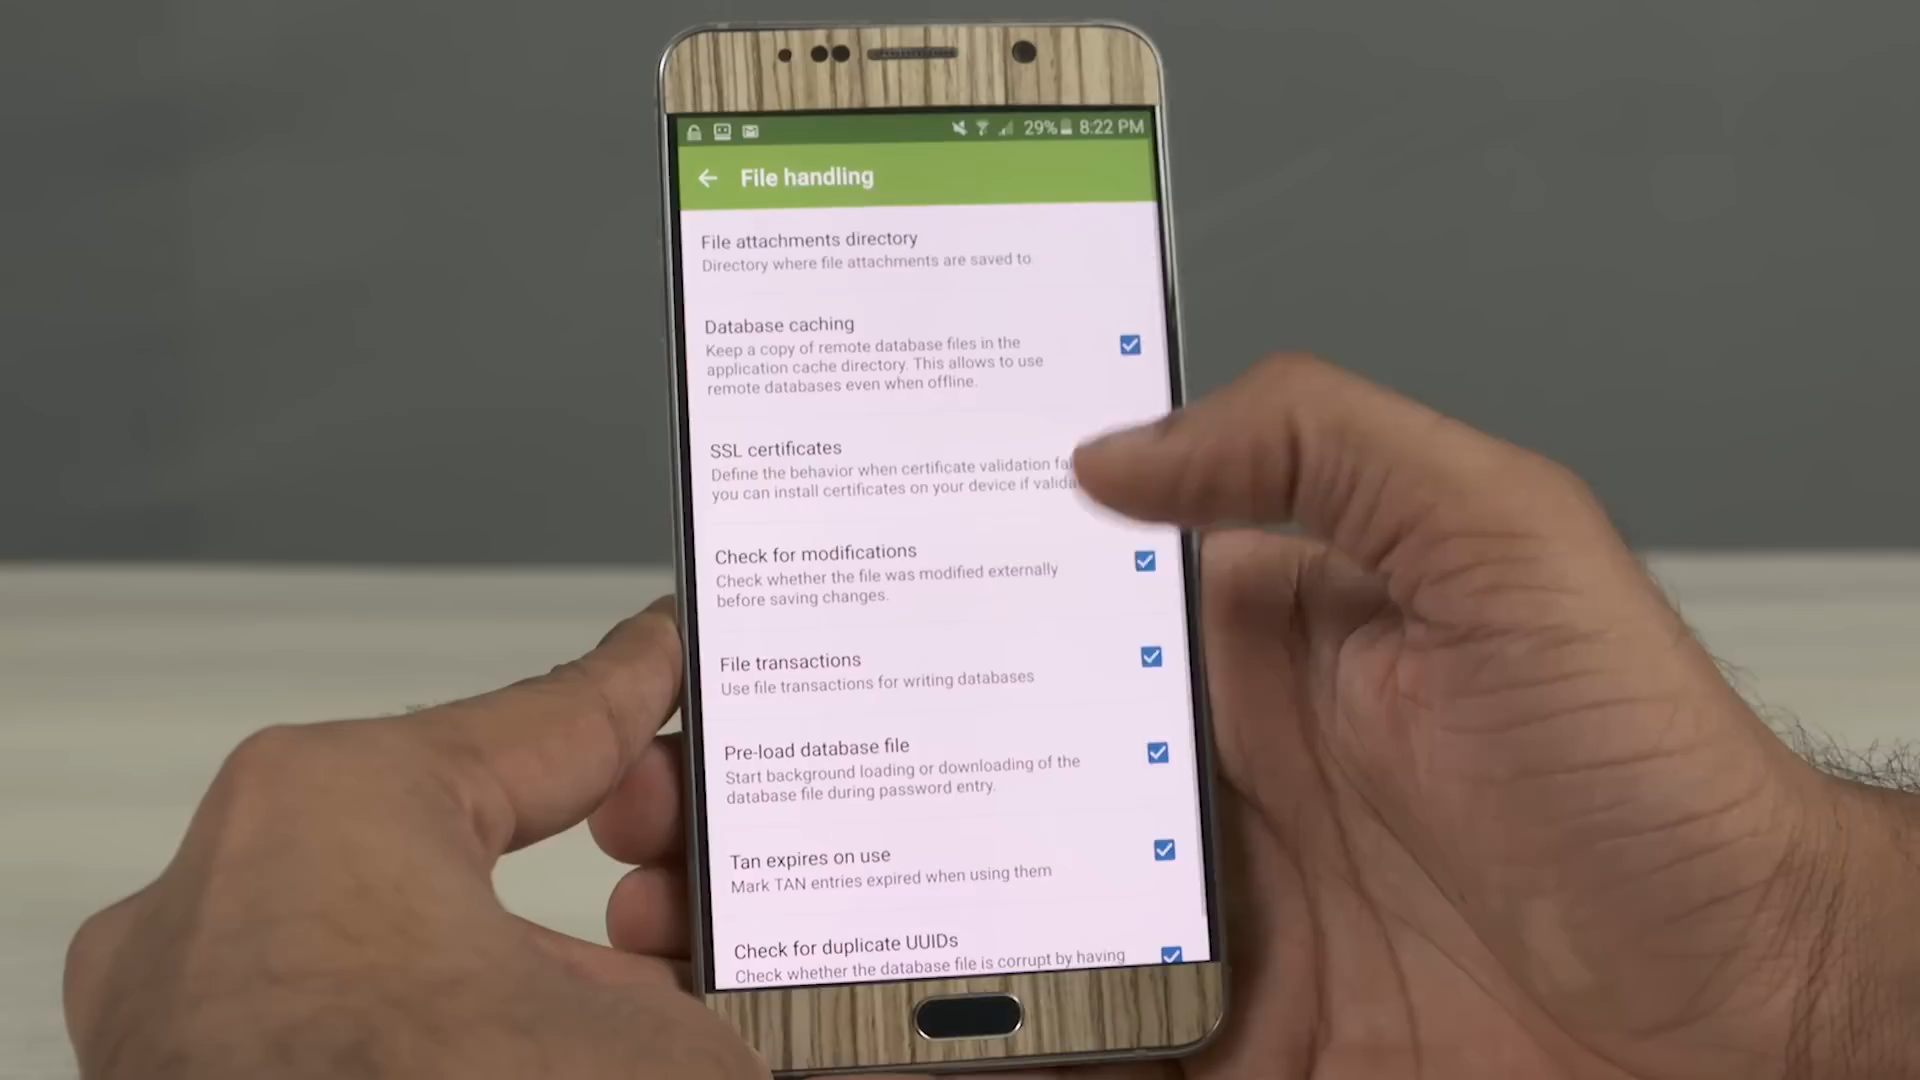 29% 8:22 PM
File handling
File attachments directory
Directory where file attachments are saved to
Database caching
Keep a copy of remote database files in the
application cache directory. This allows to use
remote databases even when offline.
SSL certificates
Define the behavior when certificate validation
you can install certificates on your device if
Check for modifications
Check whether the file was modified externally
before saving changes.
File transactions
Use file transactions for writing databases
Pre-load database file
Start background loading or downloading of the
database file during password entry.
Tan expires on use
Mark TAN entries expired when using them
Check for duplicate UUIDs
Check whether the database file is corrupt by having